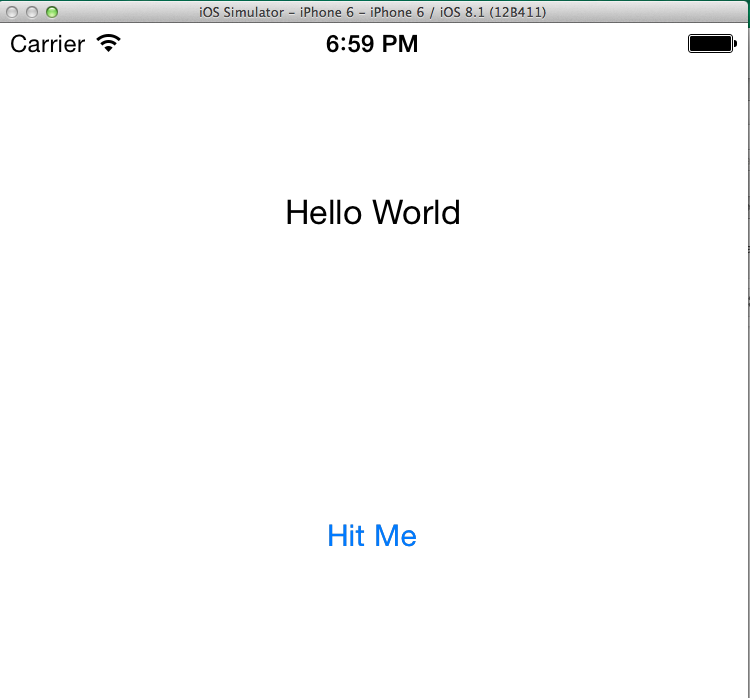 iOS Simulator – iPhone 6 – iPhone 6 / iOS 8.1 (12B411)
Carrier 6:59 PM
Hello World
Hit Me